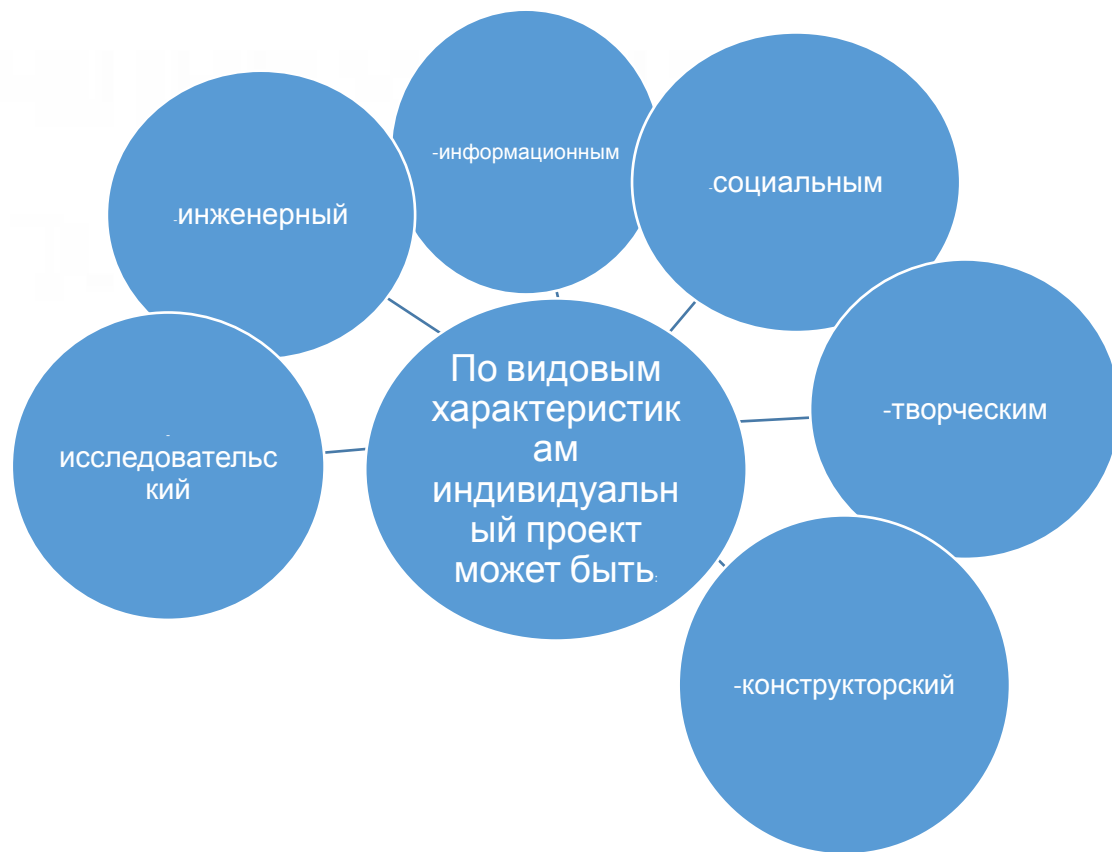 -информационным
-социальным
-инженерный
-творческим
-
исследовательс
кий
По видовым
характеристик
ам
индивидуальн
ый проект
может быть:
-конструкторский